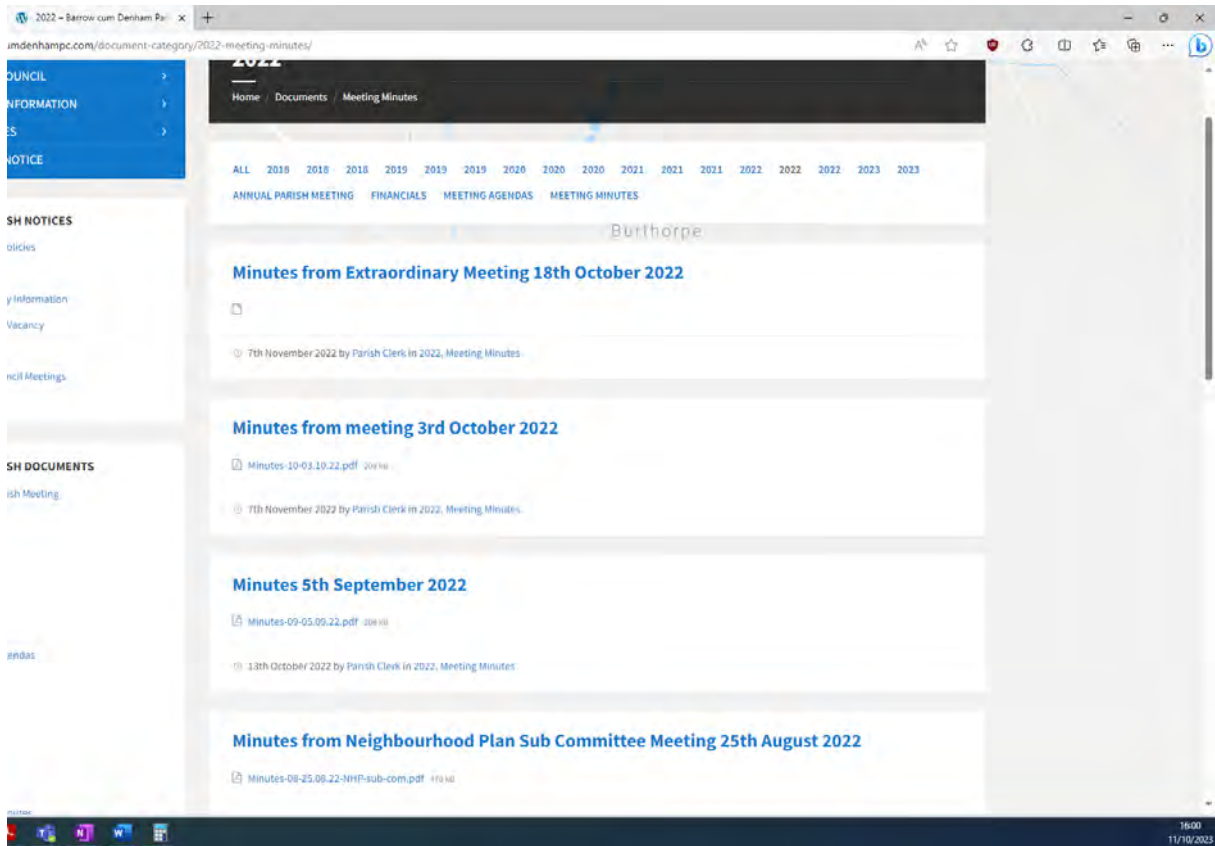 2022 – Barrow cum Denham Pa
umdenhampc.com/document-category/2022-meeting-minutes/
OUNCIL
NFORMATION
ES
NOTICE
2022
Home / Documents / Meeting Minutes
ALL 2018 2018 2018 2019 2019 2019 2020 2020 2020 2021 2021 2021 2022 2022 2022 2023 2023
ANNUAL PARISH MEETING FINANCIALS MEETING AGENDAS MEETING MINUTES
SH NOTICES
olicies
y Information
Vacancy
ncil Meetings
SH DOCUMENTS
ish Meeting
endas
Burthorpe
Minutes from Extraordinary Meeting 18th October 2022
7th November 2022 by Parish Clerk in 2022, Meeting Minutes
Minutes from meeting 3rd October 2022
Minutes-10-03.10.22.pdf
7th November 2022 by Parish Clerk in 2022, Meeting Minutes
Minutes 5th September 2022
Minutes-09-05.09.22.pdf
13th October 2022 by Parish Clerk in 2022, Meeting Minutes
Minutes from Neighbourhood Plan Sub Committee Meeting 25th August 2022
Minutes-08-25.08.22-NHP-sub-com.pdf
16:00
11/10/2023